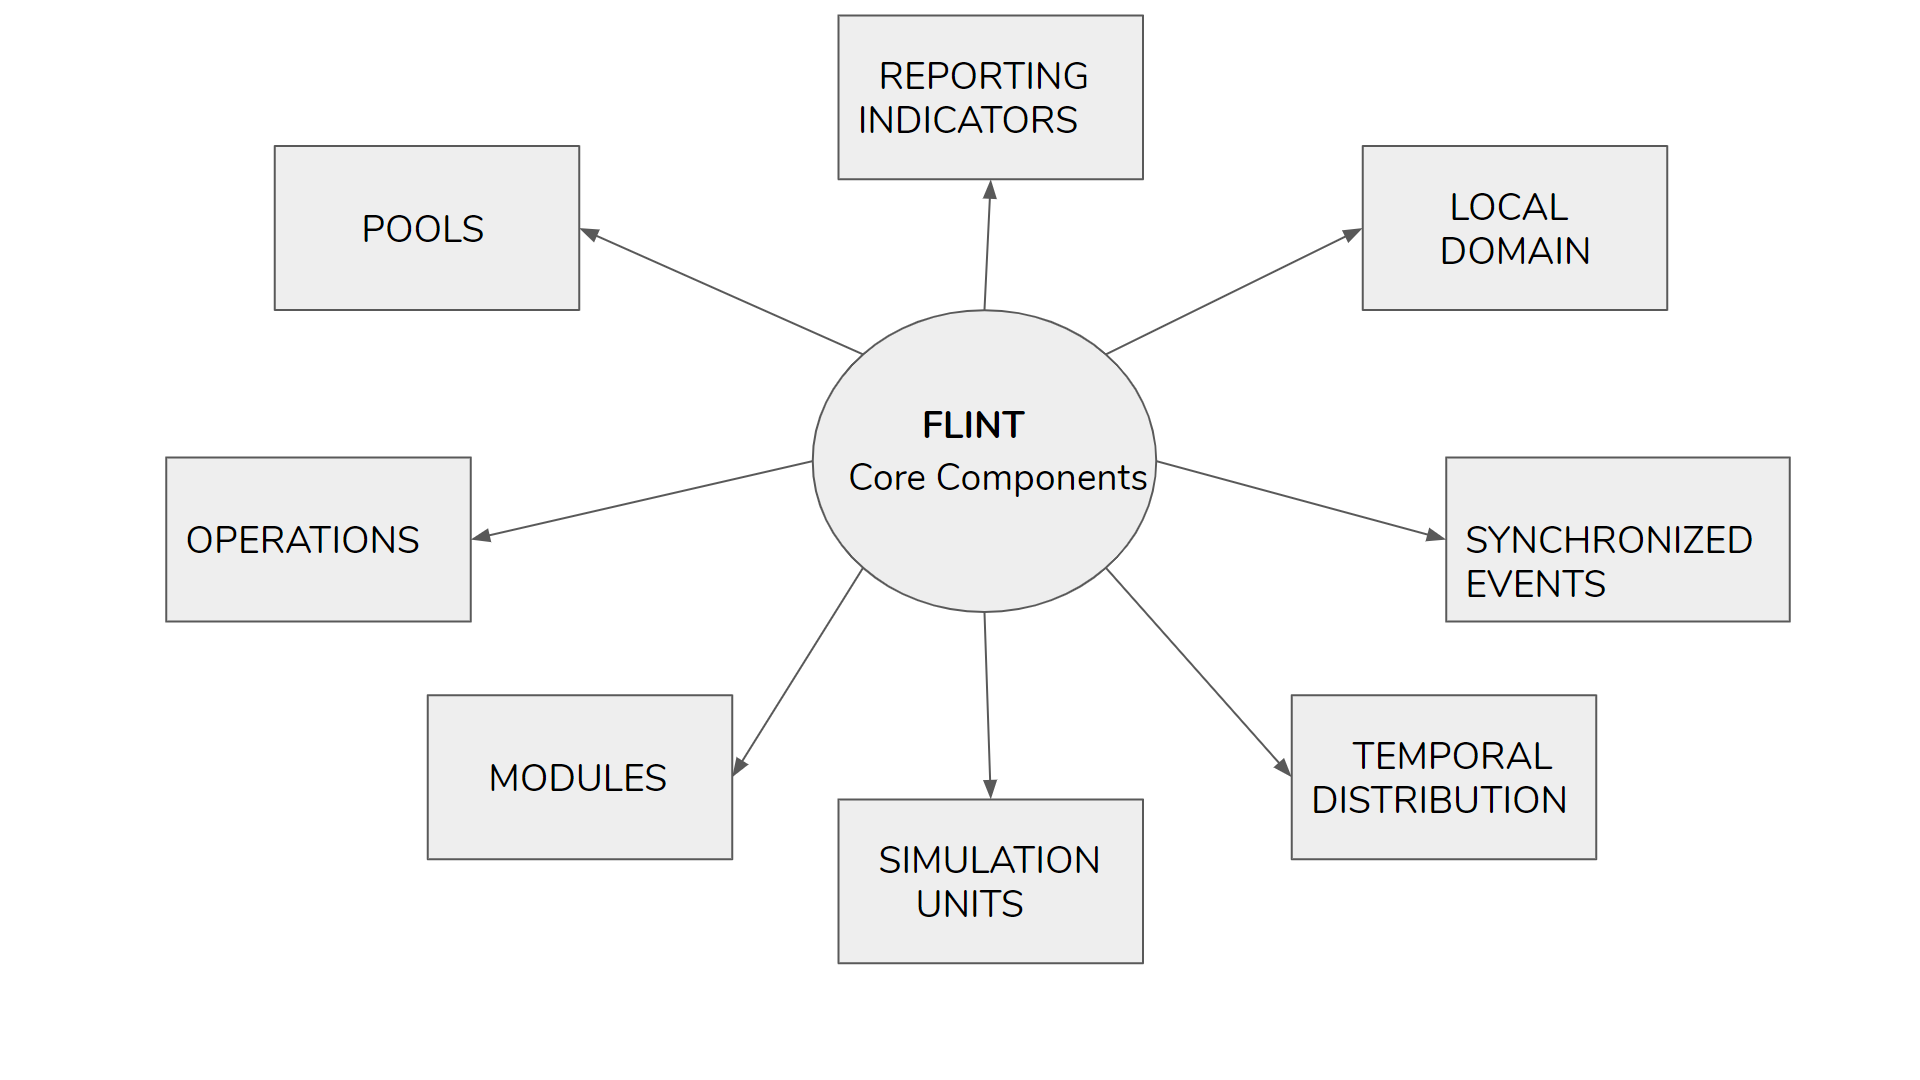 REPORTING
INDICATORS
POOLS
LOCAL
DOMAIN
FLINT
Core Components
OPERATIONS
SYNCHRONIZED
EVENTS
MODULES
TEMPORAL
DISTRIBUTION
SIMULATION
UNITS